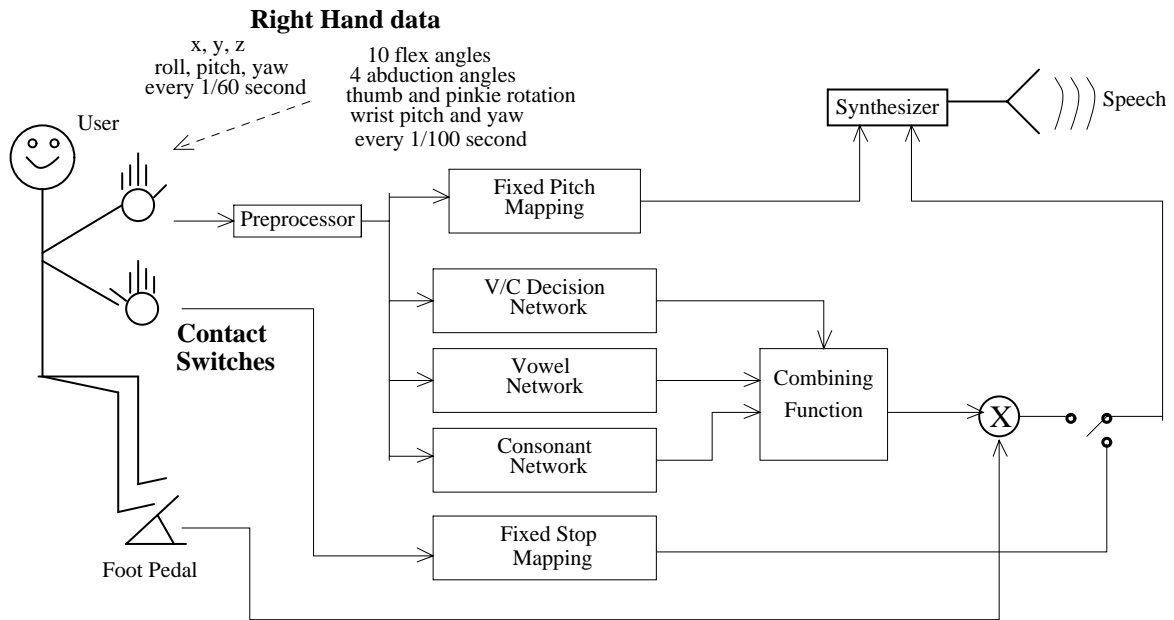 Right Hand data
x, y, z
roll, pitch, yaw
every 1/60 second
10 flex angles
4 abduction angles
thumb and pinkie rotation
wrist pitch and yaw
every 1/100 second
User
Synthesizer
Speech
Preprocessor
Fixed Pitch
Mapping
V/C Decision
Network
Contact
Switches
Vowel
Network
Combining
Function
X
Consonant
Network
Fixed Stop
Mapping
Foot Pedal